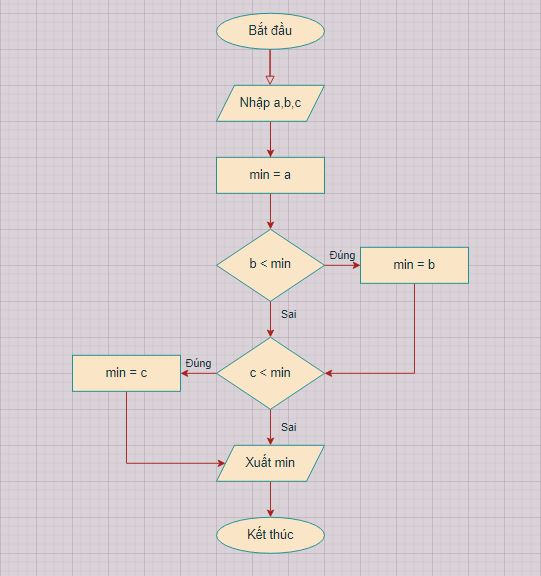 Bắt đầu
Nhập a,b,c
min = a
b < min
Đúng
min = b
Sai
min = c
Đúng
c < min
Sai
Xuất min
Kết thúc